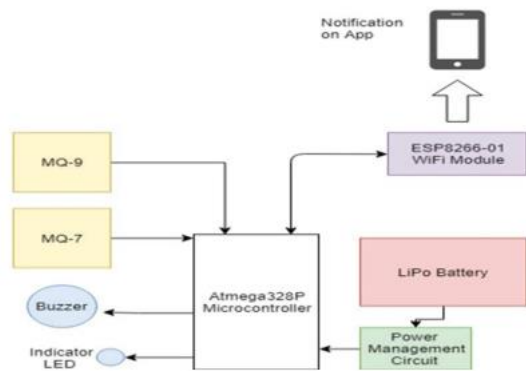 Notification
on App
ESP8266-01
WiFi Module
MQ-9
MQ-7
Atmega328P
Microcontroller
LiPo Battery
Buzzer
Indicator
LED
Power
Management
Circuit